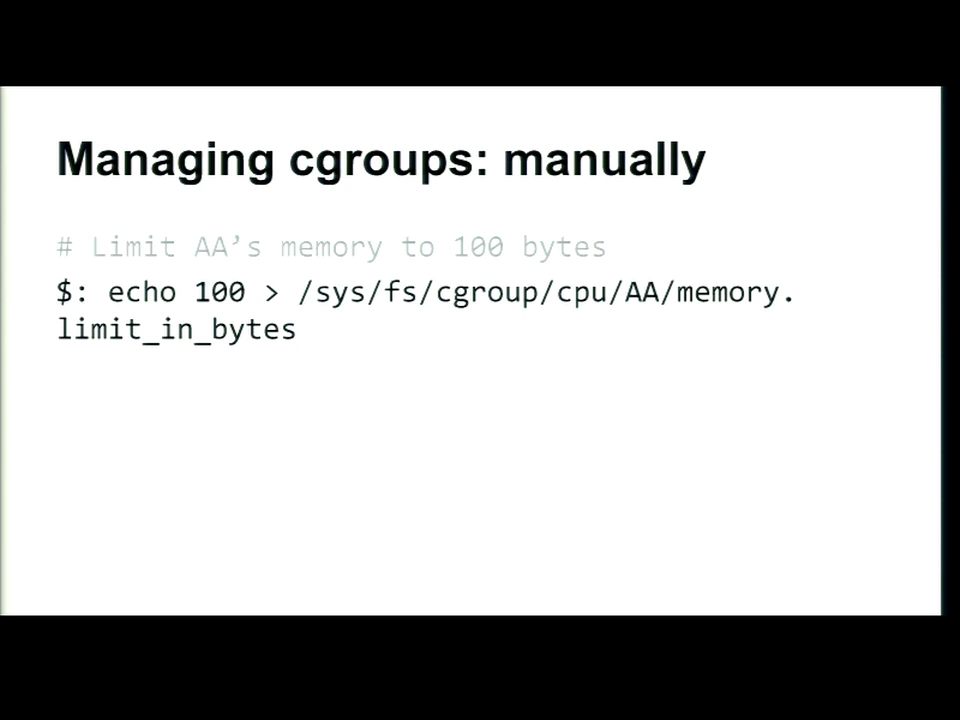 Managing cgroups: manually
# Limit AA’s memory to 100 bytes
$: echo 100 > /sys/fs/cgroup/cpu/AA/memory.
limit_in_bytes